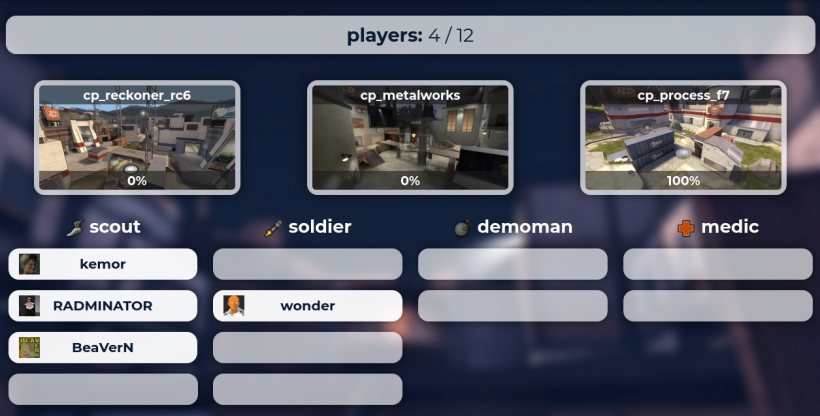 players: 4 / 12
cp_reckoner_rc6 cp_metalworks cp_process_f7
0% 0% 100%
scout soldier demoman medic
kemor
RADMINATOR wonder
BeaVerN